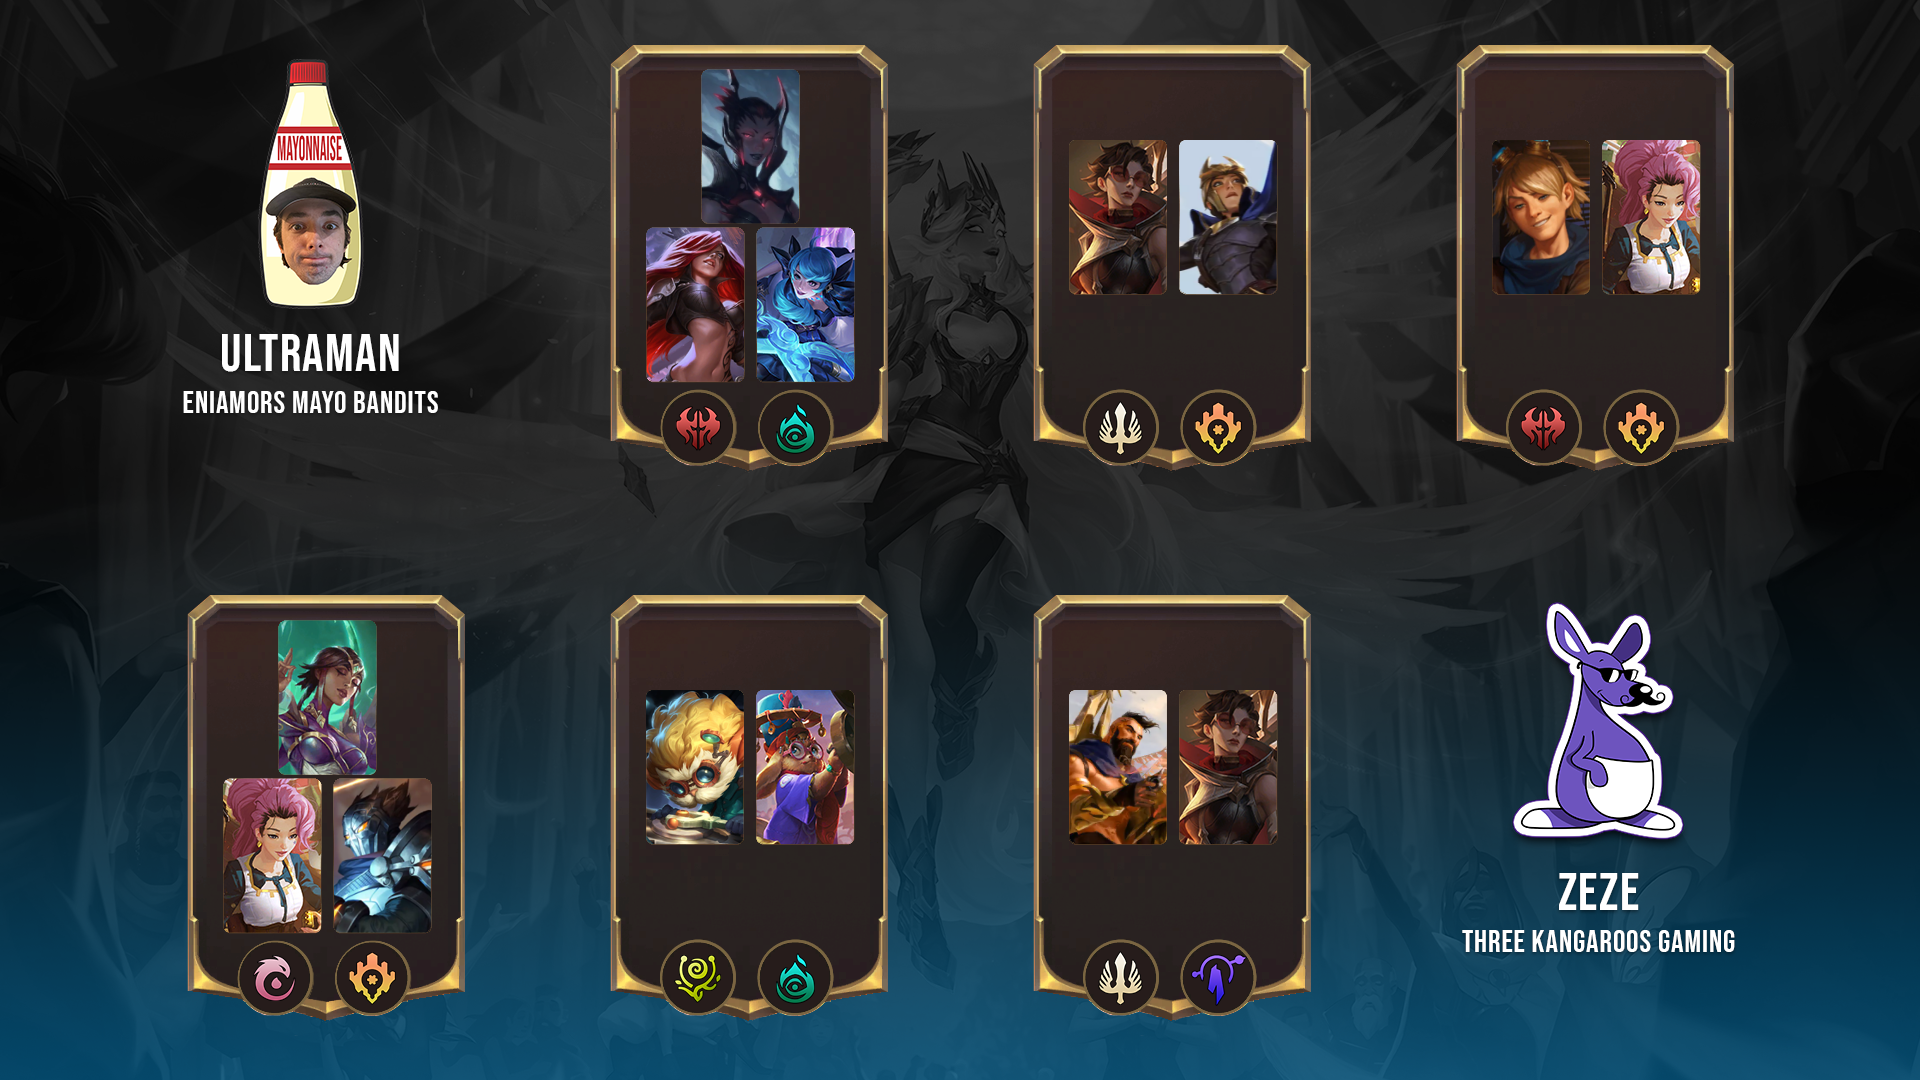 MAYONNAISE
ULTRAMAN
ENIAMORS MAYO BANDITS
ZEZE
THREE KANGAROOS GAMING